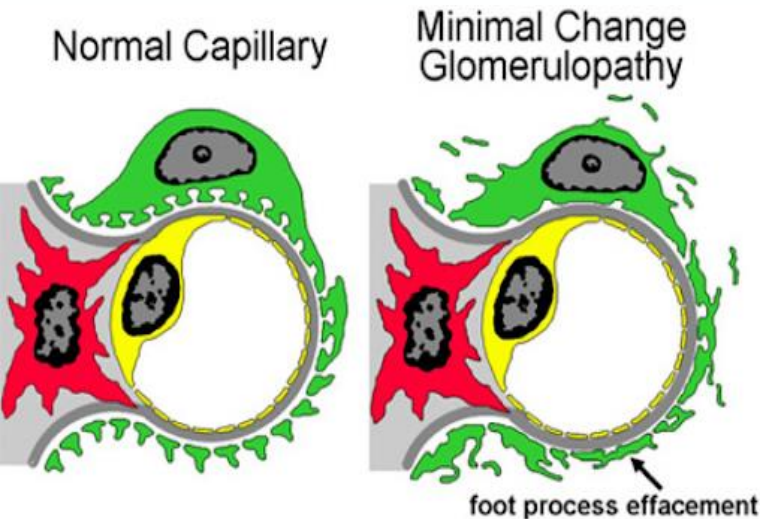 Normal Capillary
Minimal Change
Glomerulopathy
foot process effacement